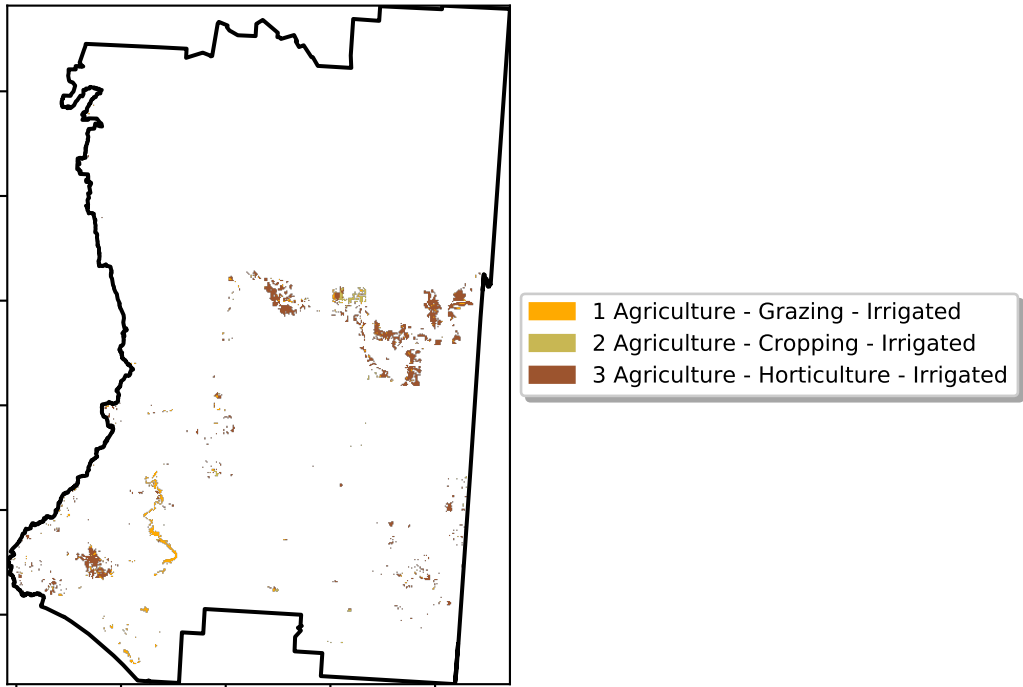 1 Agriculture - Grazing - Irrigated
2 Agriculture - Cropping - Irrigated
3 Agriculture - Horticulture - Irrigated